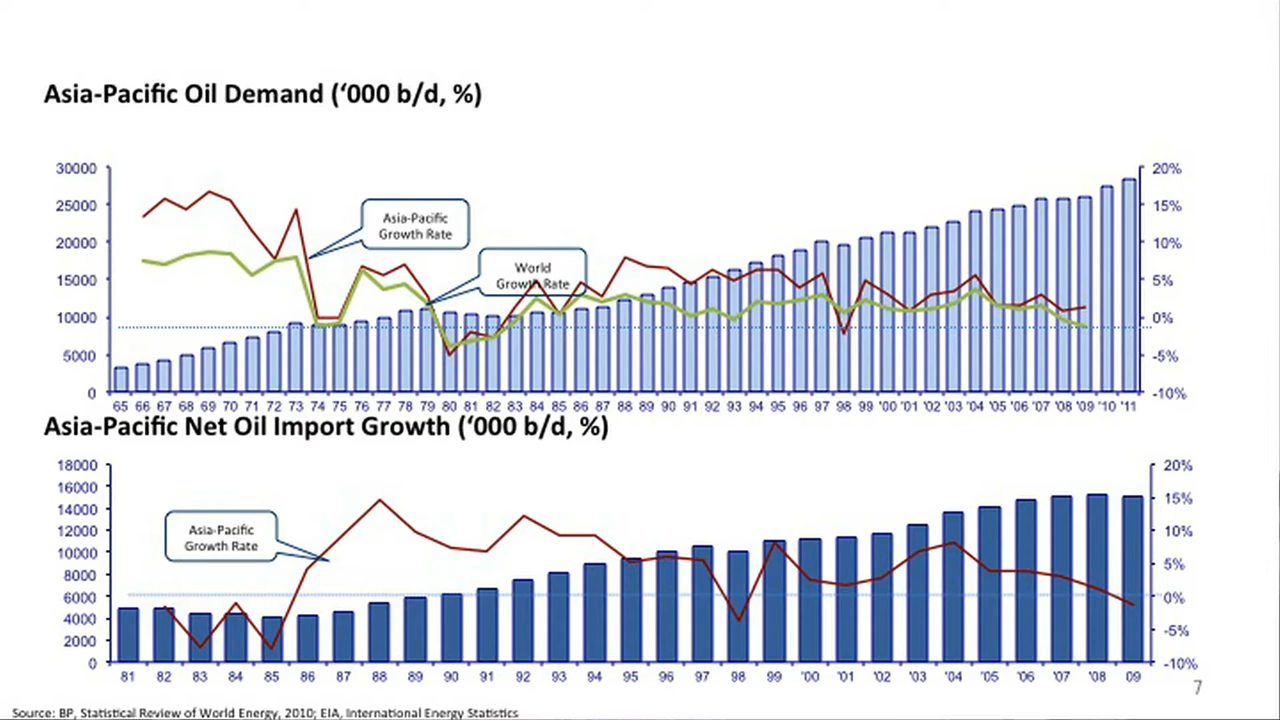 Asia-Pacific Oil Demand (‘000 b/d, %)
30000 20%
25000 15%
20000 10%
15000 5%
10000 0%
5000 -5%
0 -10%
Asia-Pacific
Growth Rate
World
Growth Rate
65 66 67 68 69 70 71 72 73 74 75 76 77 78 79 80 81 82 83 84 85 86 87 88 89 90 91 92 93 94 95 96 97 98 99 '00 '01 '02 '03 '04 '05 '06 '07 '08 '09 '10 '11
Asia-Pacific Net Oil Import Growth (‘000 b/d, %)
18000 20%
16000
14000 15%
12000 10%
10000
8000 5%
6000 0%
4000 -5%
2000
0 -10%
Asia-Pacific
Growth Rate
81 82 83 84 85 86 87 88 89 90 91 92 93 94 95 96 97 98 99 '00 '01 '02 '03 '04 '05 '06 '07 '08 09
7
Source: BP, Statistical Review of World Energy, 2010; EIA, International Energy Statistics